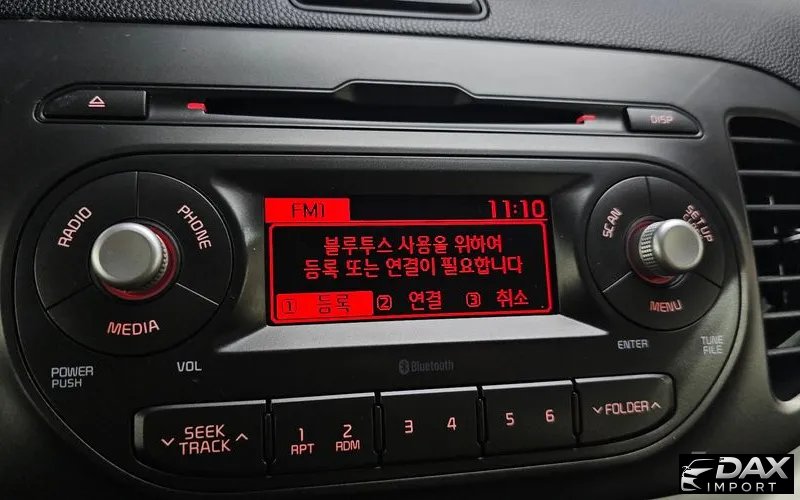 DISP
RADIO
PHONE
MEDIA
POWER
PUSH
VOL
FM1 11:10
블루투스 사용을 위하여
등록 또는 연결이 필요합니다
1 등록 2 연결 3 취소
SCAN
SET UP
MENU
ENTER
TUNE
FILE
Bluetooth
SEEK
TRACK
1 2
RPT RDM
3 4
5 6
FOLDER
DAX
IMPORT